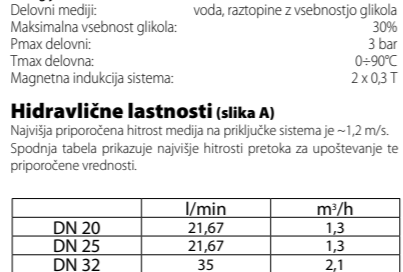 Delovni mediji: voda, raztopine z vsebnostjo glikola
Maksimalna vsebnost glikola: 30%
Pmax delovni: 3 bar
Tmax delovna: 0÷90°C
Magnetna indukcija sistema: 2 x 0,3 T
Hidravlične lastnosti (slika A)
Najvišja priporočena hitrost medija na priključke sistema je ~1,2 m/s.
Spodnja tabela prikazuje najvišje hitrosti pretoka za upoštevanje te
priporočene vrednosti.
l/min m³/h
DN 20 21,67 1,3
DN 25 21,67 1,3
DN 32 35 2,1